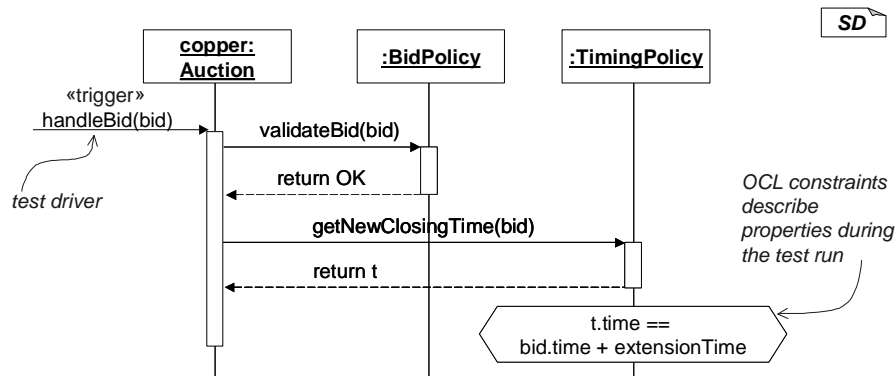 SD
copper:
Auction
:BidPolicy
:TimingPolicy
«trigger»
handleBid(bid)
validateBid(bid)
return OK
test driver
OCL constraints
describe
properties during
the test run
getNewClosingTime(bid)
return t
t.time ==
bid.time + extensionTime